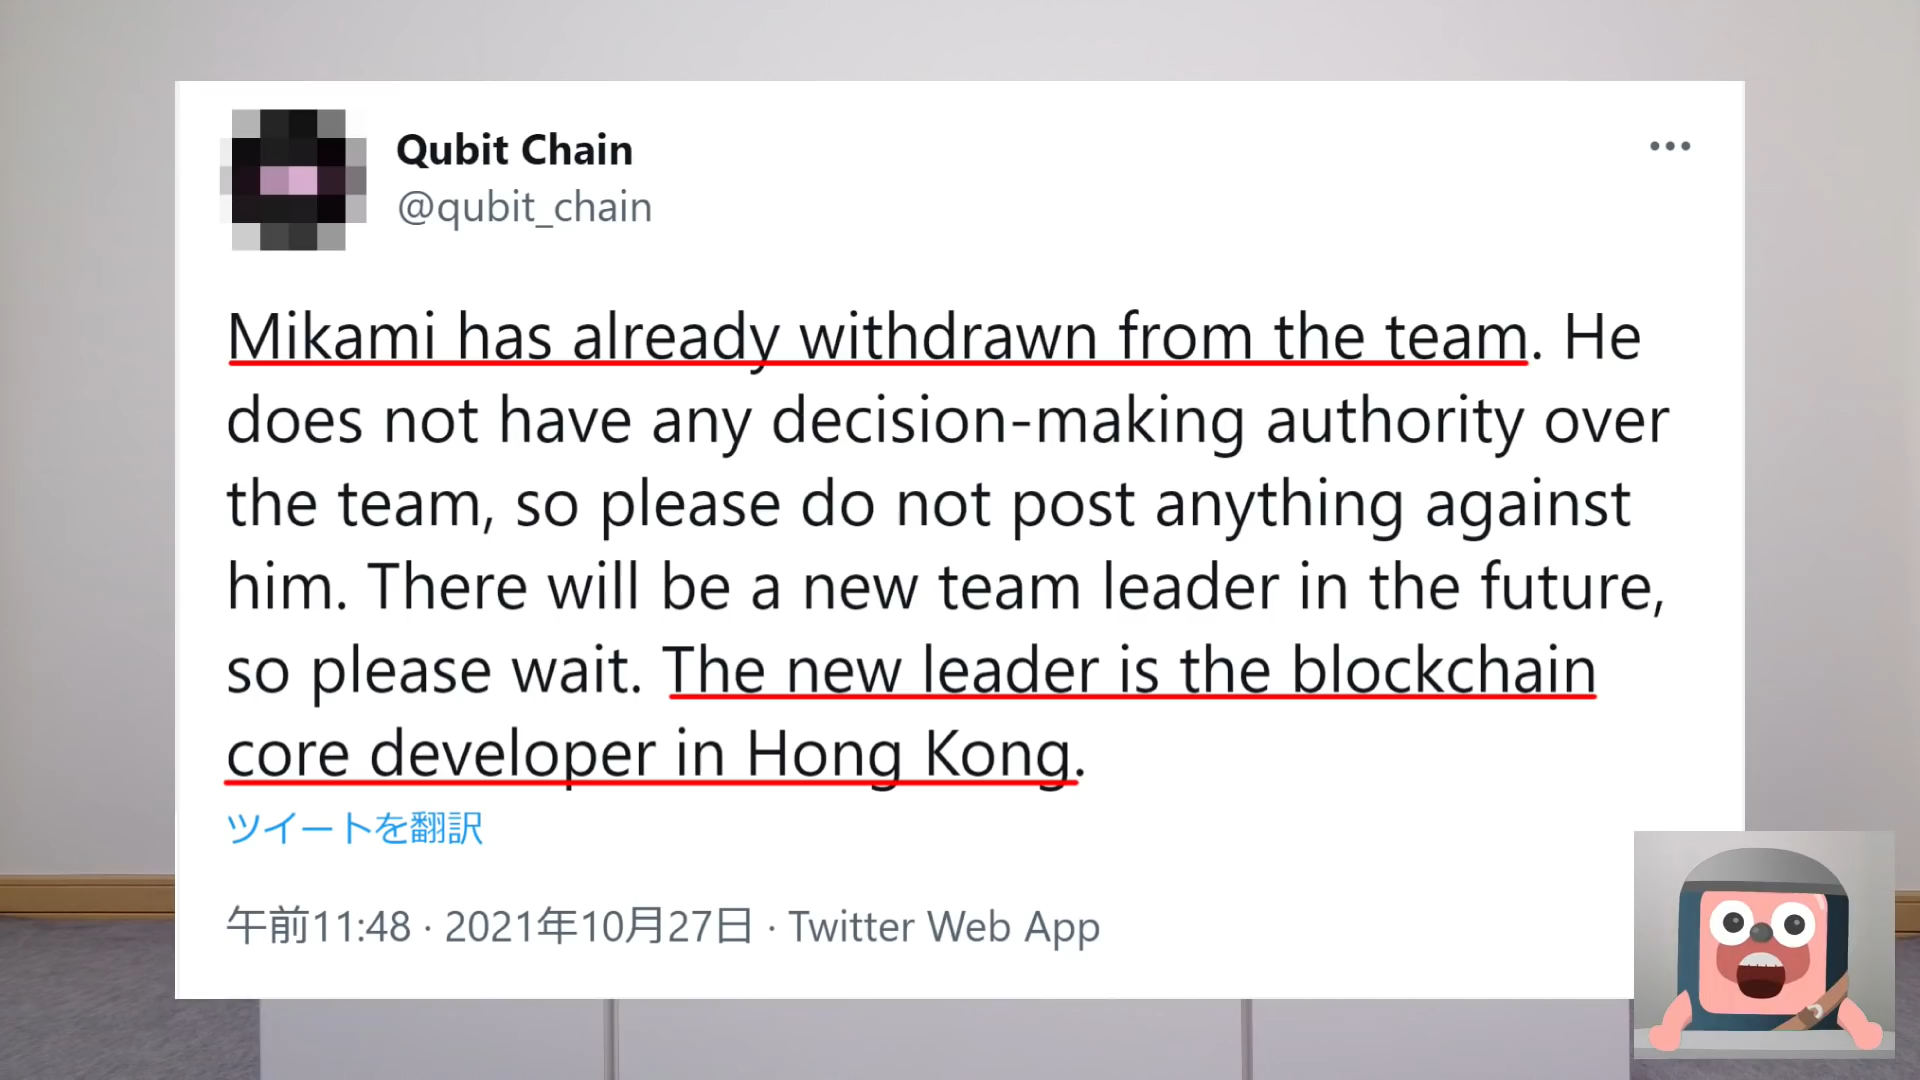 Qubit Chain
@qubit_chain
Mikami has already withdrawn from the team. He
does not have any decision-making authority over
the team, so please do not post anything against
him. There will be a new team leader in the future,
so please wait. The new leader is the blockchain
core developer in Hong Kong.
ツイートを翻訳
午前11:48 · 2021年10月27日 · Twitter Web App